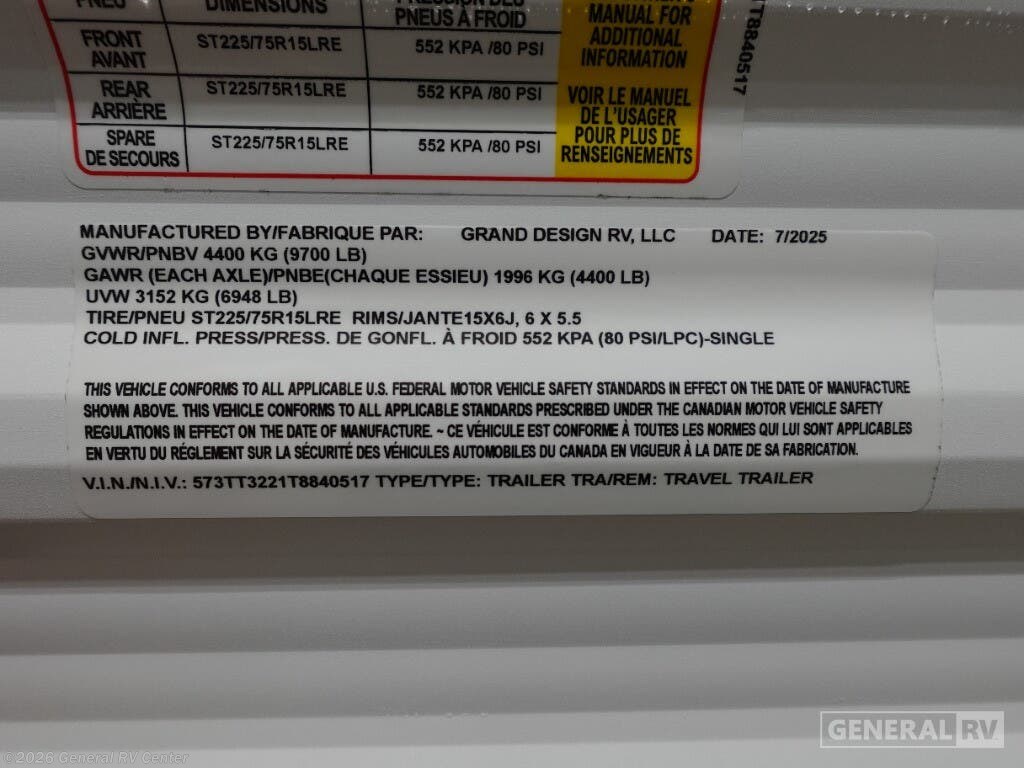 PNEU DIMENSIONS PRESSION DES
PNEUS À FROID
MANUAL FOR
ADDITIONAL
INFORMATION
FRONT
AVANT
ST225/75R15LRE 552 KPA /80 PSI
REAR
ARRIÈRE
ST225/75R15LRE 552 KPA /80 PSI
VOIR LE MANUEL
DE L'USAGER
POUR PLUS DE
RENSEIGNEMENTS
SPARE
DE SECOURS
ST225/75R15LRE 552 KPA /80 PSI
T8840517
MANUFACTURED BY/FABRIQUE PAR: GRAND DESIGN RV, LLC DATE: 7/2025
GVWR/PNBV 4400 KG (9700 LB)
GAWR (EACH AXLE)/PNBE(CHAQUE ESSIEU) 1996 KG (4400 LB)
UVW 3152 KG (6948 LB)
TIRE/PNEU ST225/75R15LRE RIMS/JANTE15X6J, 6 X 5.5
COLD INFL. PRESS/PRESS. DE GONFL. À FROID 552 KPA (80 PSI/LPC)-SINGLE
THIS VEHICLE CONFORMS TO ALL APPLICABLE U.S. FEDERAL MOTOR VEHICLE SAFETY STANDARDS IN EFFECT ON THE DATE OF MANUFACTURE
SHOWN ABOVE. THIS VEHICLE CONFORMS TO ALL APPLICABLE STANDARDS PRESCRIBED UNDER THE CANADIAN MOTOR VEHICLE SAFETY
REGULATIONS IN EFFECT ON THE DATE OF MANUFACTURE. ~ CE VÉHICULE EST CONFORME À TOUTES LES NORMES QUI LUI SONT APPLICABLES
EN VERTU DU RÉGLEMENT SUR LA SÉCURITÉ DES VÉHICULES AUTOMOBILES DU CANADA EN VIGUEUR À LA DATE DE SA FABRICATION.
V.I.N./N.I.V.: 573TT3221T8840517 TYPE/TYPE: TRAILER TRA/REM: TRAVEL TRAILER
GENERAL RV
©2026 General RV Center